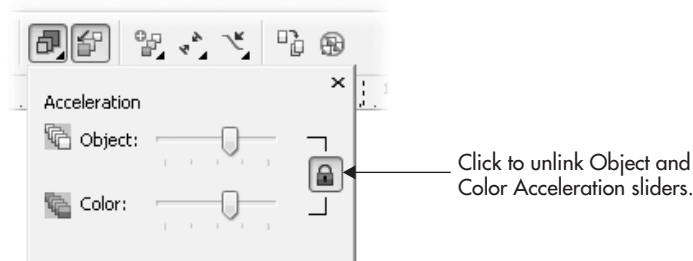 Acceleration
Object:
Color:
Click to unlink Object and
Color Acceleration sliders.